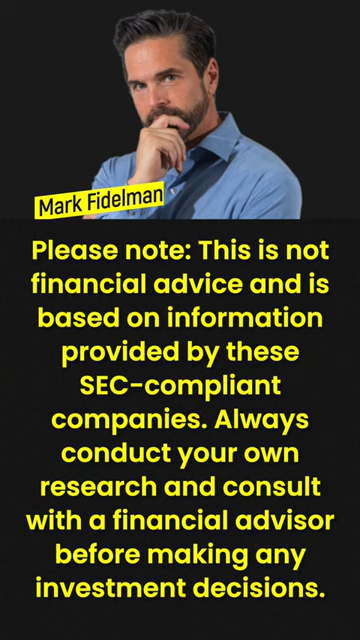 Mark Fidelman
Please note: This is not
financial advice and is
based on information
provided by these
SEC-compliant
companies. Always
conduct your own
research and consult
with a financial advisor
before making any
investment decisions.